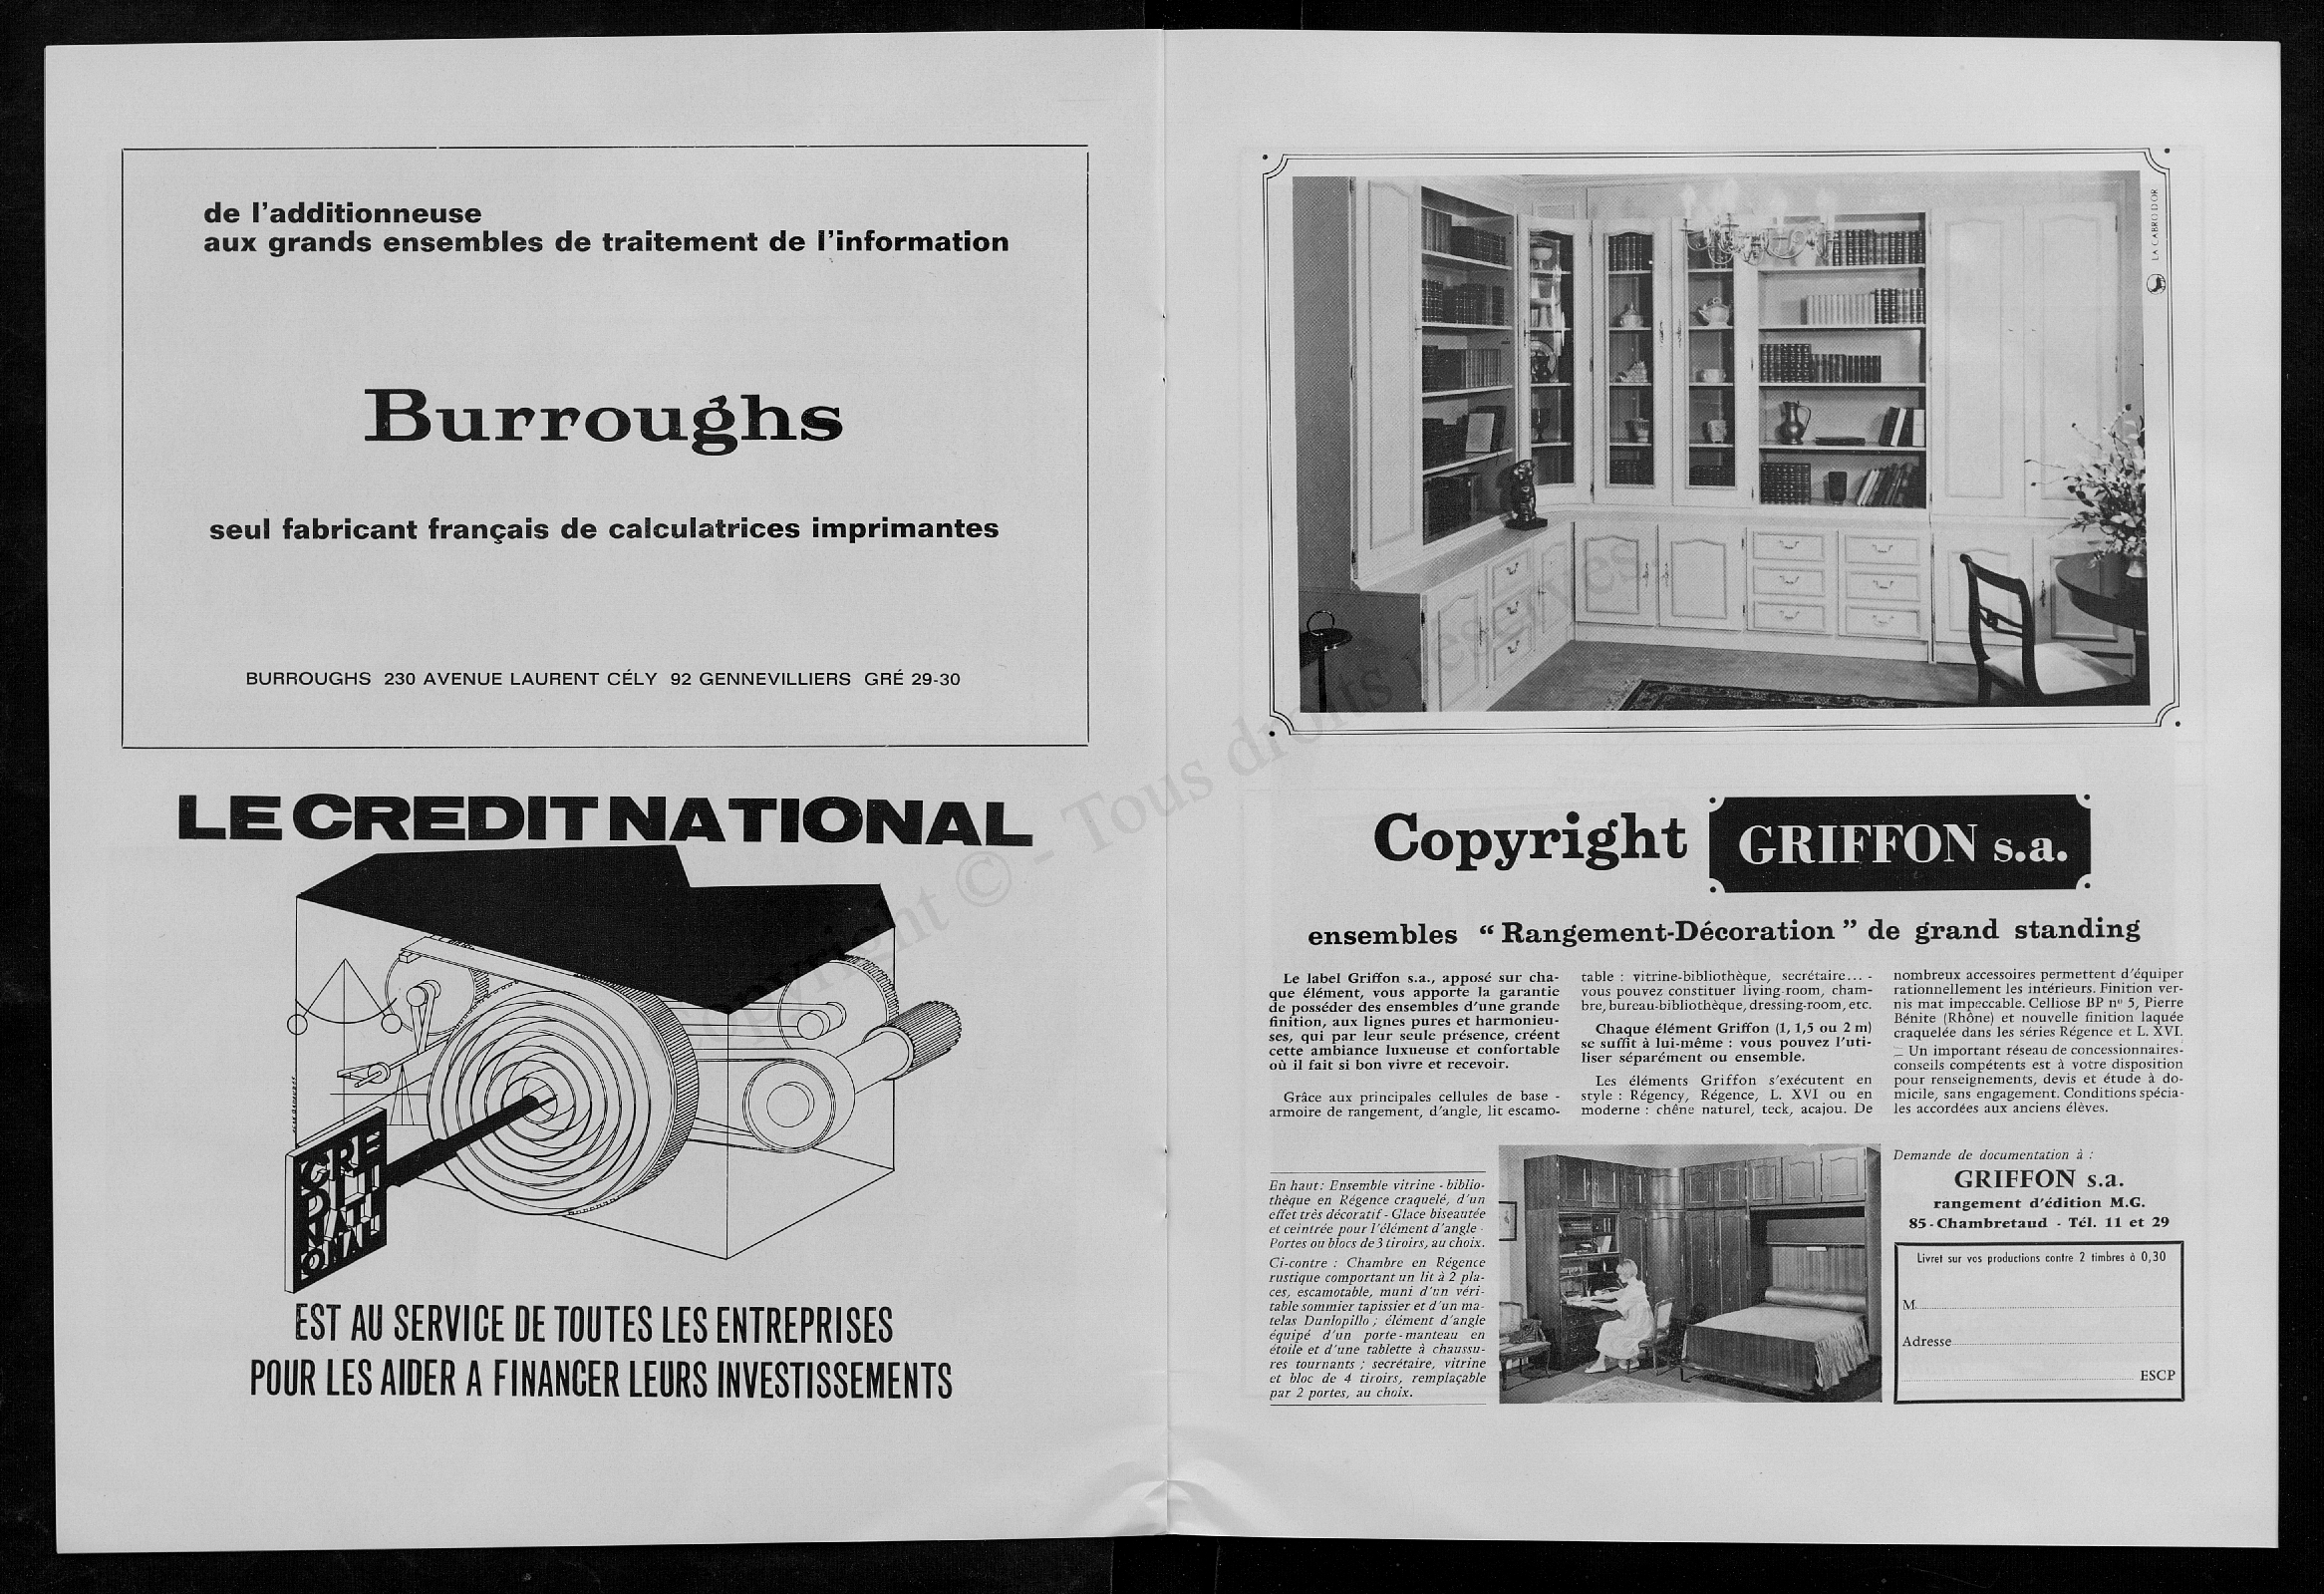 de l'additionneuse
aux grands ensembles de traitement de l'information
Burroughs
seul fabricant français de calculatrices imprimantes
BURROUGHS 230 AVENUE LAURENT CÉLY 92 GENNEVILLIERS GRÉ 29-30
LE CREDIT NATIONAL
CRE
DIT
NATI
ONAL
EST AU SERVICE DE TOUTES LES ENTREPRISES
POUR LES AIDER A FINANCER LEURS INVESTISSEMENTS
Copyright © - Tous droits réservés
LA CABRO D'OR
Copyright GRIFFON s.a.
ensembles “ Rangement-Décoration ” de grand standing
Le label Griffon s.a., apposé sur cha-
que élément, vous apporte la garantie
de posséder des ensembles d'une grande
finition, aux lignes pures et harmonieu-
ses, qui par leur seule présence, créent
cette ambiance luxueuse et confortable
où il fait si bon vivre et recevoir.
Grâce aux principales cellules de base -
armoire de rangement, d'angle, lit escamo-
table : vitrine-bibliothèque, secrétaire... -
vous pouvez constituer living-room, cham-
bre, bureau-bibliothèque, dressing-room, etc.
Chaque élément Griffon (1, 1,5 ou 2 m)
se suffit à lui-même : vous pouvez l'uti-
liser séparément ou ensemble.
Les éléments Griffon s'exécutent en
style : Régency, Régence, L. XVI ou en
moderne : chêne naturel, teck, acajou. De
nombreux accessoires permettent d'équiper
rationnellement les intérieurs. Finition ver-
nis mat impeccable. Celliose BP nº 5, Pierre
Bénite (Rhône) et nouvelle finition laquée
craquelée dans les séries Régence et L. XVI.
Un important réseau de concessionnaires-
conseils compétents est à votre disposition
pour renseignements, devis et étude à do-
micile, sans engagement. Conditions spécia-
les accordées aux anciens élèves.
En haut : Ensemble vitrine - biblio-
thèque en Régence craquelé, d'un
effet très décoratif - Glace biseautée
et ceintrée pour l'élément d'angle -
Portes ou blocs de 3 tiroirs, au choix.
Ci-contre : Chambre en Régence
rustique comportant un lit à 2 pla-
ces, escamotable, muni d'un véri-
table sommier tapissier et d'un ma-
telas Dunlopillo ; élément d'angle
équipé d'un porte-manteau en
étoile et d'une tablette à chaussu-
res tournants ; secrétaire, vitrine
et bloc de 4 tiroirs, remplaçable
par 2 portes, au choix.
Demande de documentation à :
GRIFFON s.a.
rangement d'édition M.G.
85 - Chambretaud - Tél. 11 et 29
Livret sur vos productions contre 2 timbres à 0,30
M
Adresse
ESCP